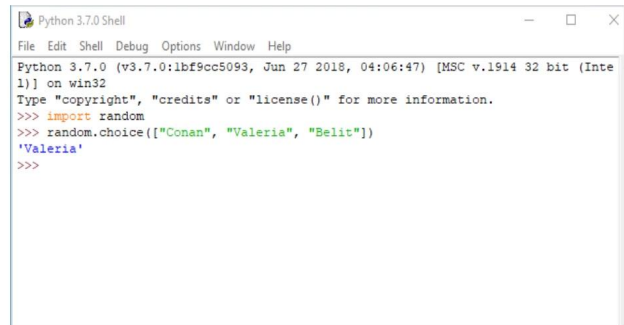 Python 3.7.0 Shell
File Edit Shell Debug Options Window Help
Python 3.7.0 (v3.7.0:1bf9cc5093, Jun 27 2018, 04:06:47) [MSC v.1914 32 bit (Inte
l)] on win32
Type "copyright", "credits" or "license()" for more information.
>>> import random
>>> random.choice(["Conan", "Valeria", "Belit"])
'Valeria'
>>>